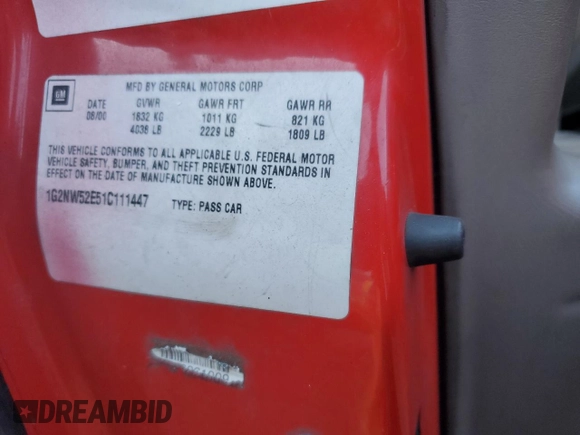 MFD BY GENERAL MOTORS CORP
GM
DATE GVWR GAWR FRT GAWR RR
08/00 1832 KG 1011 KG 821 KG
4038 LB 2229 LB 1809 LB
THIS VEHICLE CONFORMS TO ALL APPLICABLE U.S. FEDERAL MOTOR
VEHICLE SAFETY, BUMPER, AND THEFT PREVENTION STANDARDS IN
EFFECT ON THE DATE OF MANUFACTURE SHOWN ABOVE.
1G2NW52E51C111447 TYPE: PASS CAR
DREAMBID